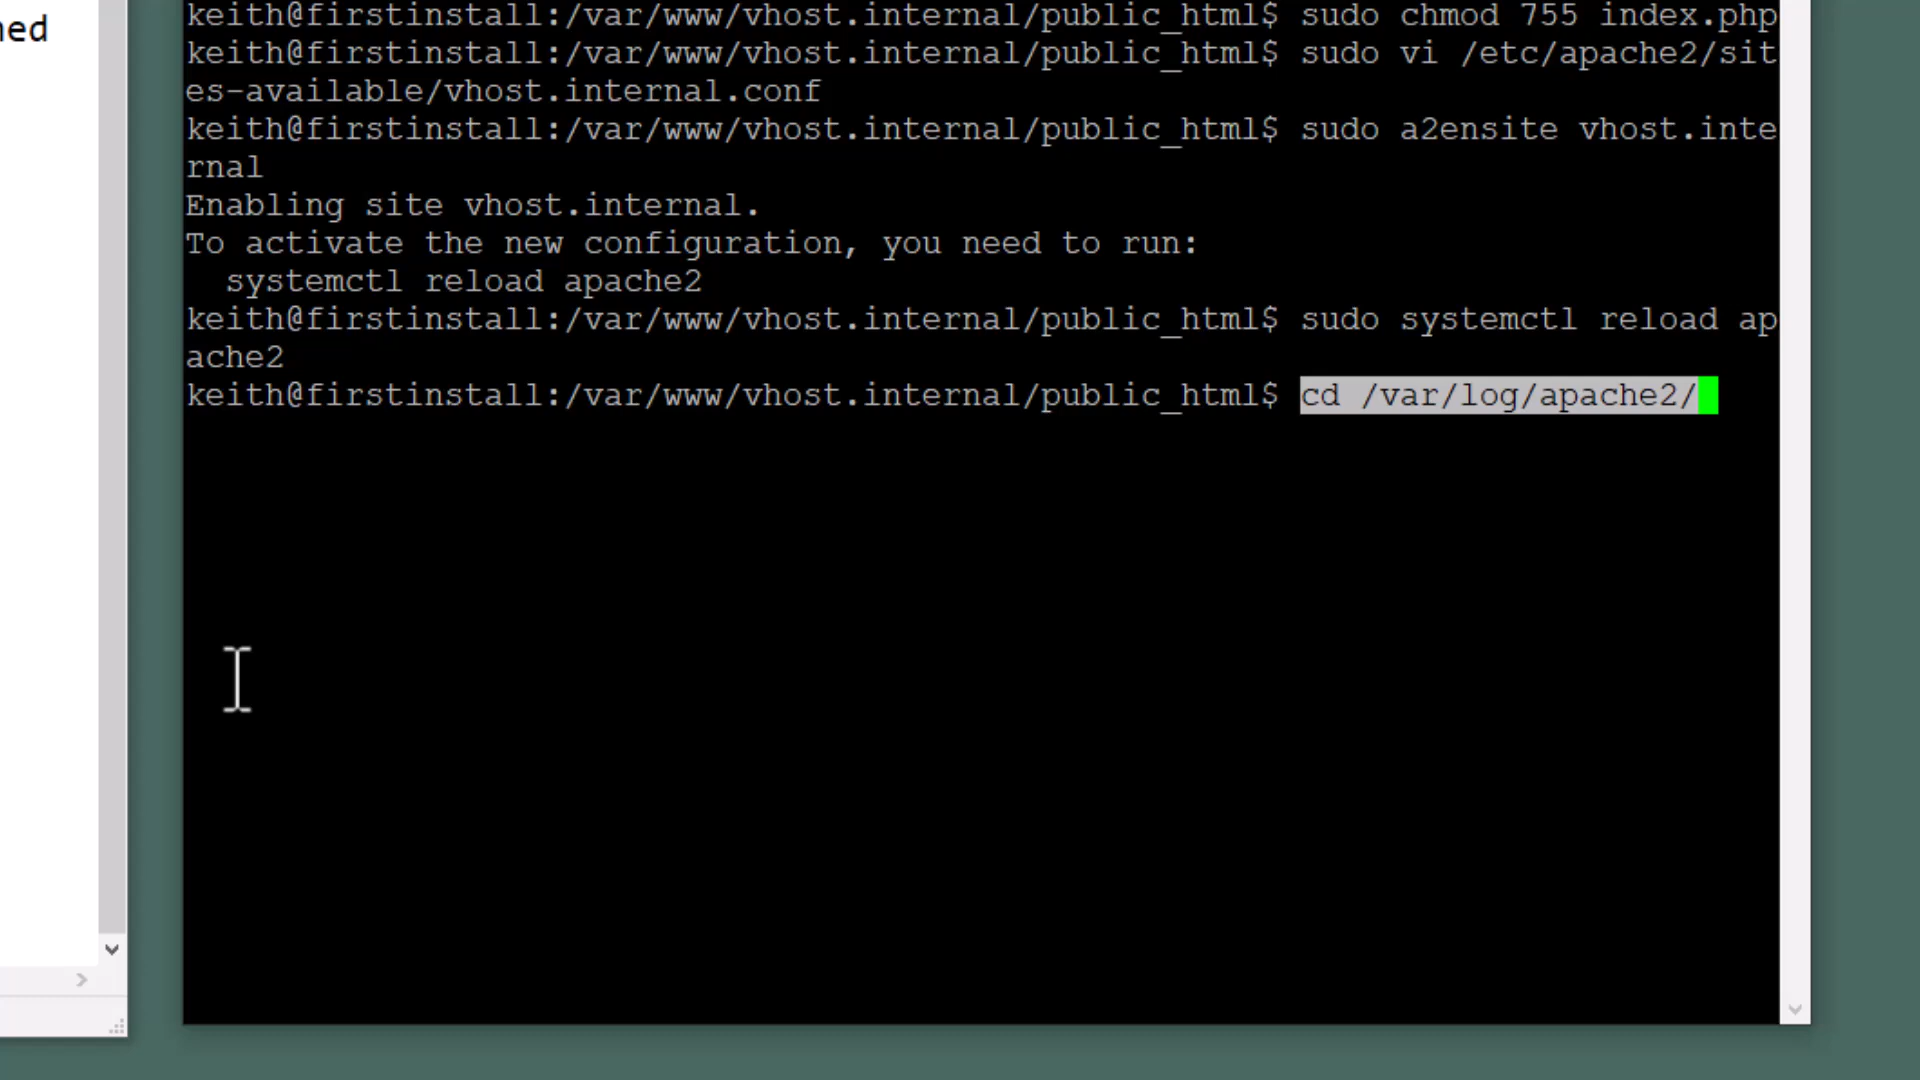 ned
keith@firstinstall:/var/www/vhost.internal/public_html$ sudo chmod 755 index.php
keith@firstinstall:/var/www/vhost.internal/public_html$ sudo vi /etc/apache2/sit
es-available/vhost.internal.conf
keith@firstinstall:/var/www/vhost.internal/public_html$ sudo a2ensite vhost.inte
rnal
Enabling site vhost.internal.
To activate the new configuration, you need to run:
  systemctl reload apache2
keith@firstinstall:/var/www/vhost.internal/public_html$ sudo systemctl reload ap
ache2
keith@firstinstall:/var/www/vhost.internal/public_html$ cd /var/log/apache2/